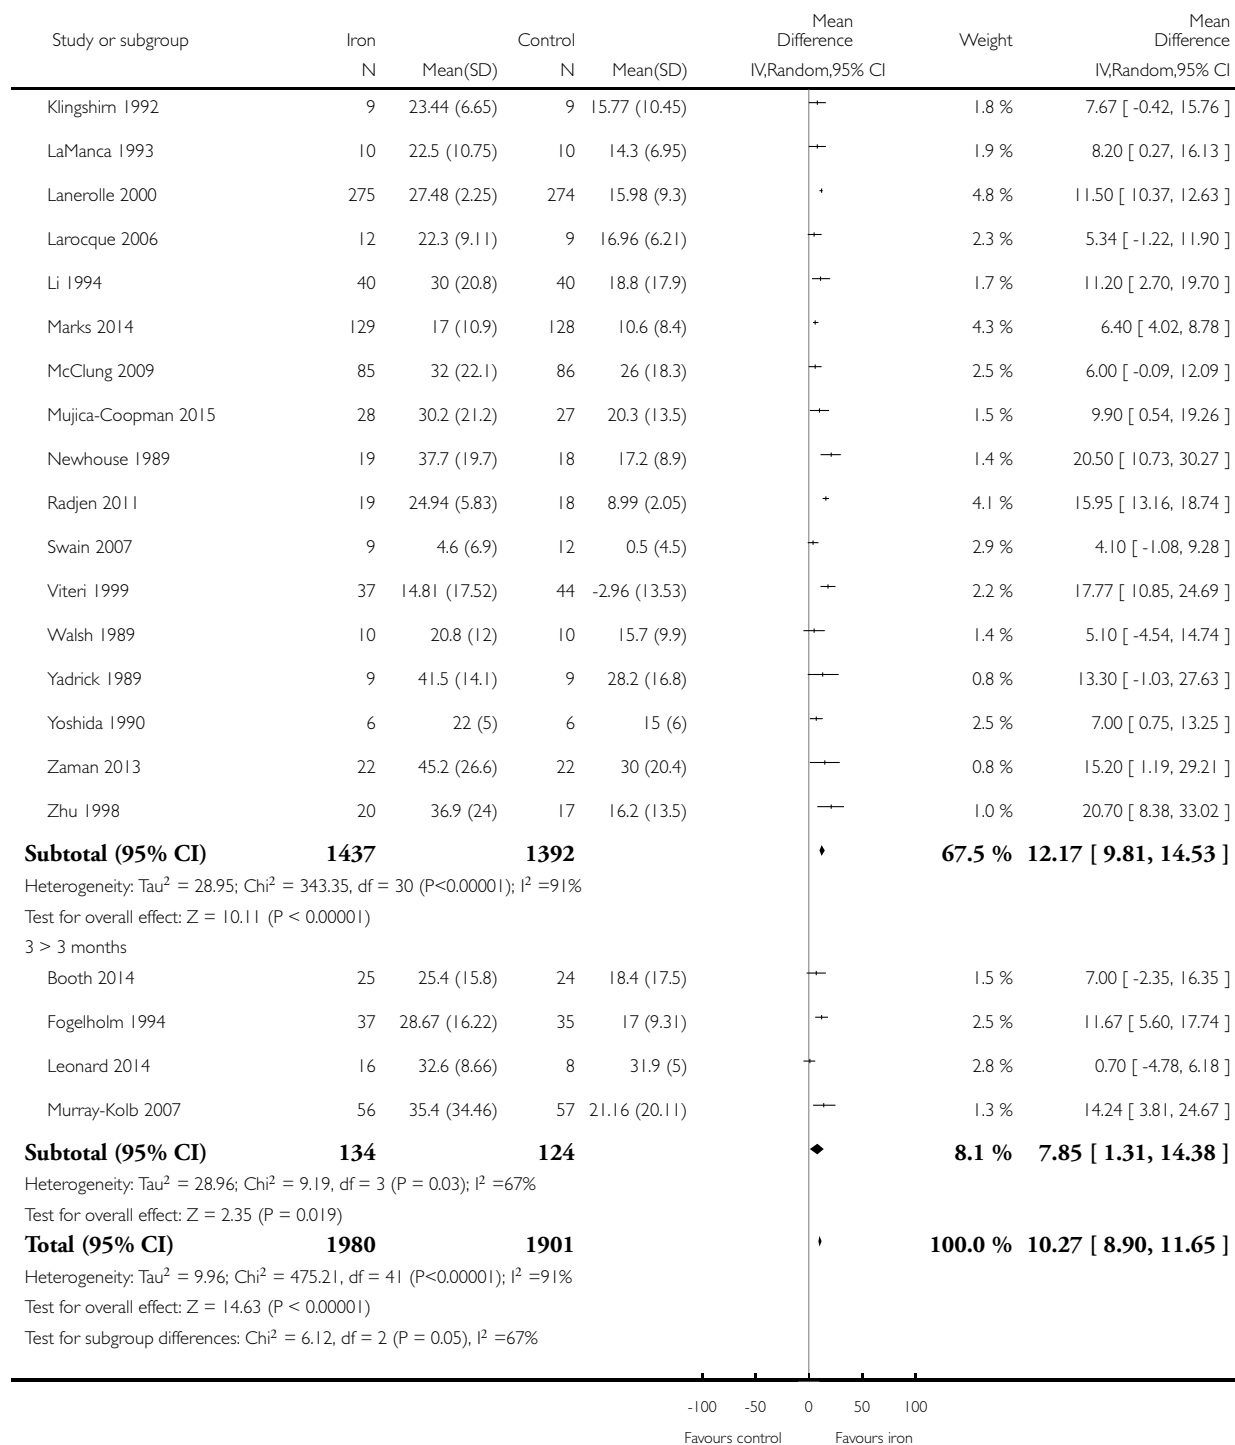 Study or subgroup Iron Control Mean Difference Weight Mean Difference
N Mean(SD) N Mean(SD) IV,Random,95% CI IV,Random,95% CI
Klingshirn 1992 9 23.44 (6.65) 9 15.77 (10.45) 1.8 % 7.67 [ -0.42, 15.76 ]
LaManca 1993 10 22.5 (10.75) 10 14.3 (6.95) 1.9 % 8.20 [ 0.27, 16.13 ]
Lanerolle 2000 275 27.48 (2.25) 274 15.98 (9.3) 4.8 % 11.50 [ 10.37, 12.63 ]
Larocque 2006 12 22.3 (9.11) 9 16.96 (6.21) 2.3 % 5.34 [ -1.22, 11.90 ]
Li 1994 40 30 (20.8) 40 18.8 (17.9) 1.7 % 11.20 [ 2.70, 19.70 ]
Marks 2014 129 17 (10.9) 128 10.6 (8.4) 4.3 % 6.40 [ 4.02, 8.78 ]
McClung 2009 85 32 (22.1) 86 26 (18.3) 2.5 % 6.00 [ -0.09, 12.09 ]
Mujica-Coopman 2015 28 30.2 (21.2) 27 20.3 (13.5) 1.5 % 9.90 [ 0.54, 19.26 ]
Newhouse 1989 19 37.7 (19.7) 18 17.2 (8.9) 1.4 % 20.50 [ 10.73, 30.27 ]
Radjen 2011 19 24.94 (5.83) 18 8.99 (2.05) 4.1 % 15.95 [ 13.16, 18.74 ]
Swain 2007 9 4.6 (6.9) 12 0.5 (4.5) 2.9 % 4.10 [ -1.08, 9.28 ]
Viteri 1999 37 14.81 (17.52) 44 -2.96 (13.53) 2.2 % 17.77 [ 10.85, 24.69 ]
Walsh 1989 10 20.8 (12) 10 15.7 (9.9) 1.4 % 5.10 [ -4.54, 14.74 ]
Yadrick 1989 9 41.5 (14.1) 9 28.2 (16.8) 0.8 % 13.30 [ -1.03, 27.63 ]
Yoshida 1990 6 22 (5) 6 15 (6) 2.5 % 7.00 [ 0.75, 13.25 ]
Zaman 2013 22 45.2 (26.6) 22 30 (20.4) 0.8 % 15.20 [ 1.19, 29.21 ]
Zhu 1998 20 36.9 (24) 17 16.2 (13.5) 1.0 % 20.70 [ 8.38, 33.02 ]
Subtotal (95% CI) 1437 1392 67.5 % 12.17 [ 9.81, 14.53 ]
Heterogeneity: Tau² = 28.95; Chi² = 343.35, df = 30 (P<0.00001); I² =91%
Test for overall effect: Z = 10.11 (P < 0.00001)
3 > 3 months
Booth 2014 25 25.4 (15.8) 24 18.4 (17.5) 1.5 % 7.00 [ -2.35, 16.35 ]
Fogelholm 1994 37 28.67 (16.22) 35 17 (9.31) 2.5 % 11.67 [ 5.60, 17.74 ]
Leonard 2014 16 32.6 (8.66) 8 31.9 (5) 2.8 % 0.70 [ -4.78, 6.18 ]
Murray-Kolb 2007 56 35.4 (34.46) 57 21.16 (20.11) 1.3 % 14.24 [ 3.81, 24.67 ]
Subtotal (95% CI) 134 124 8.1 % 7.85 [ 1.31, 14.38 ]
Heterogeneity: Tau² = 28.96; Chi² = 9.19, df = 3 (P = 0.03); I² =67%
Test for overall effect: Z = 2.35 (P = 0.019)
Total (95% CI) 1980 1901 100.0 % 10.27 [ 8.90, 11.65 ]
Heterogeneity: Tau² = 9.96; Chi² = 475.21, df = 41 (P<0.00001); I² =91%
Test for overall effect: Z = 14.63 (P < 0.00001)
Test for subgroup differences: Chi² = 6.12, df = 2 (P = 0.05), I² =67%
-100 -50 0 50 100
Favours control Favours iron